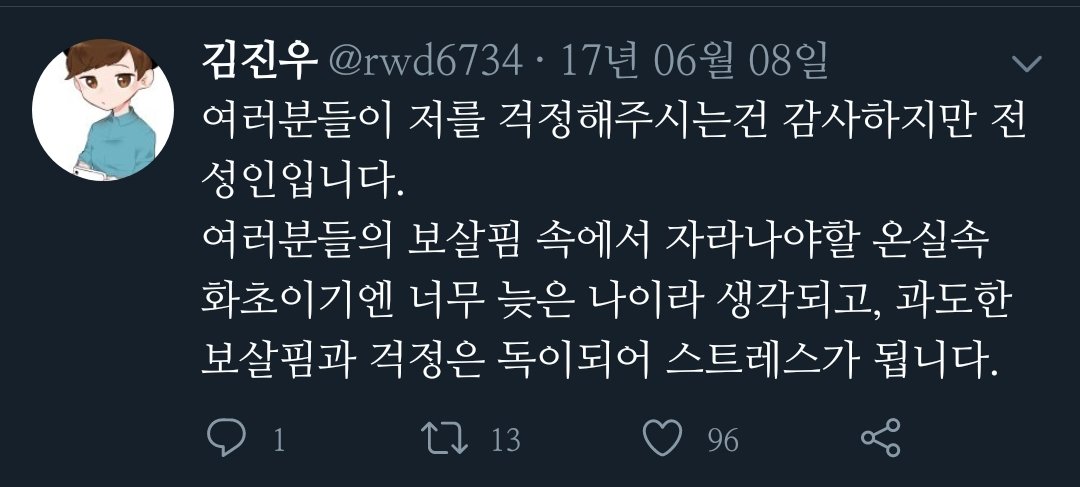 김진우 @rwd6734 · 17년 06월 08일
여러분들이 저를 걱정해주시는건 감사하지만 전
성인입니다.
여러분들의 보살핌 속에서 자라나야할 온실속
화초이기엔 너무 늦은 나이라 생각되고, 과도한
보살핌과 걱정은 독이되어 스트레스가 됩니다.
1 13 96